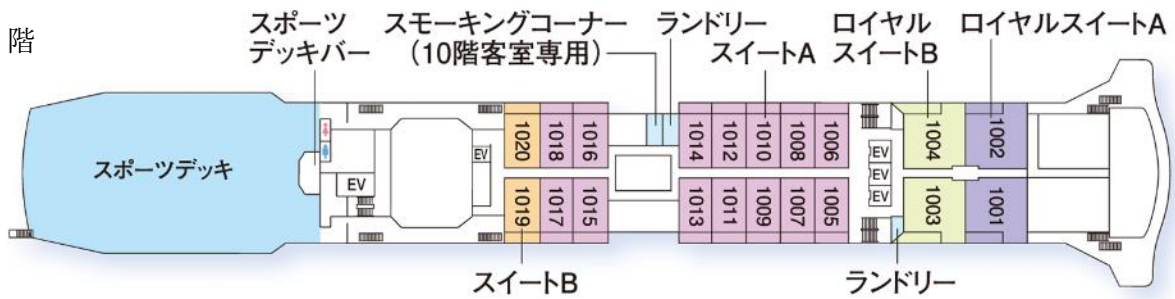 階
スポーツ
デッキバー
スモーキングコーナー
(10階客室専用)
ランドリー
スイートA
ロイヤル
スイートB
ロイヤルスイートA
スポーツデッキ
EV
EV
1020
1018
1016
1014
1012
1010
1008
1006
EV
EV
EV
1004
1002
1019
1017
1015
1013
1011
1009
1007
1005
1003
1001
スイートB
ランドリー